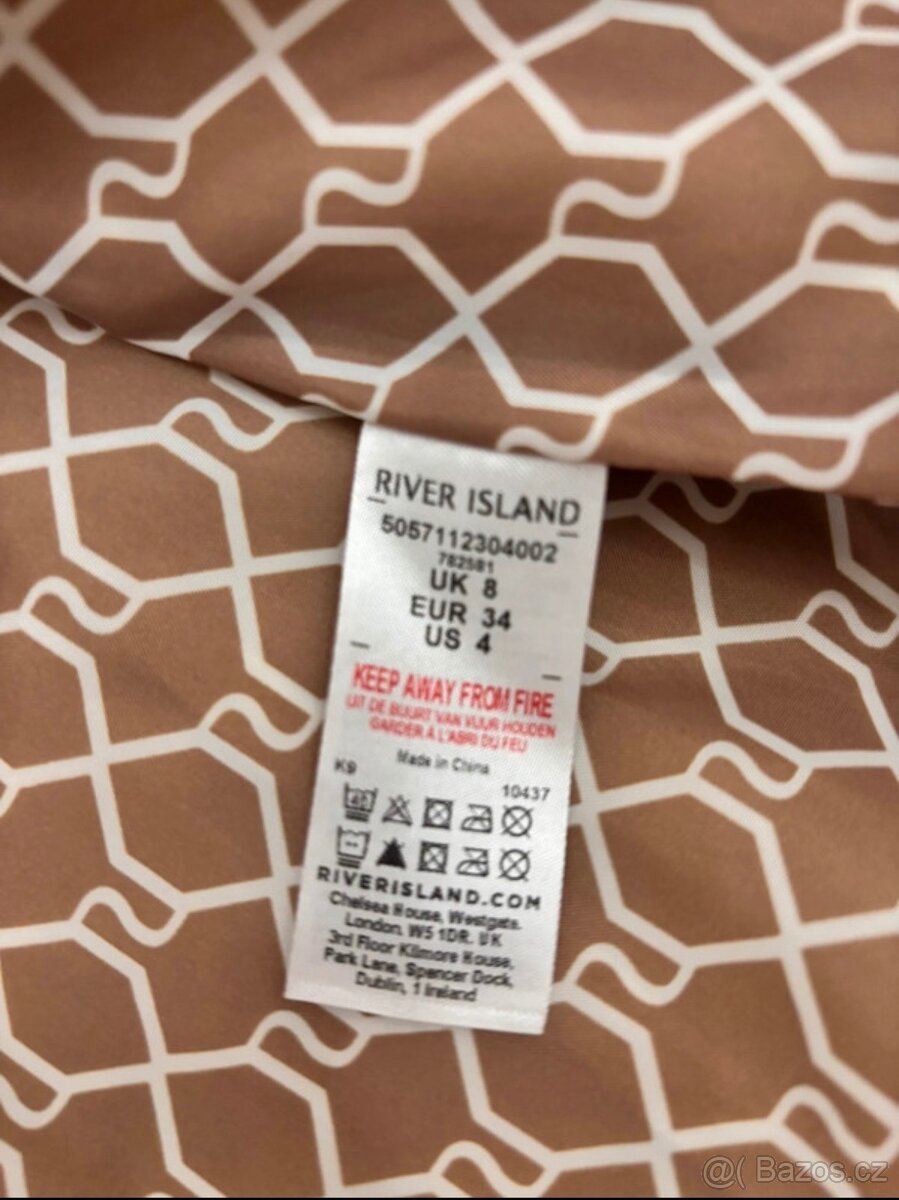 RIVER ISLAND
5057112304002
782581
UK 8
EUR 34
US 4
KEEP AWAY FROM FIRE
UIT DE BUURT VAN VUUR HOUDEN
GARDER À L'ABRI DU FEU
Made in China
K9 10437
40
RIVERISLAND.COM
Chelsea House, Westgate,
London. W5 1DR. UK
3rd Floor Kilmore House,
Park Lane, Spencer Dock,
Dublin, 1 Ireland
@( Bazos.cz